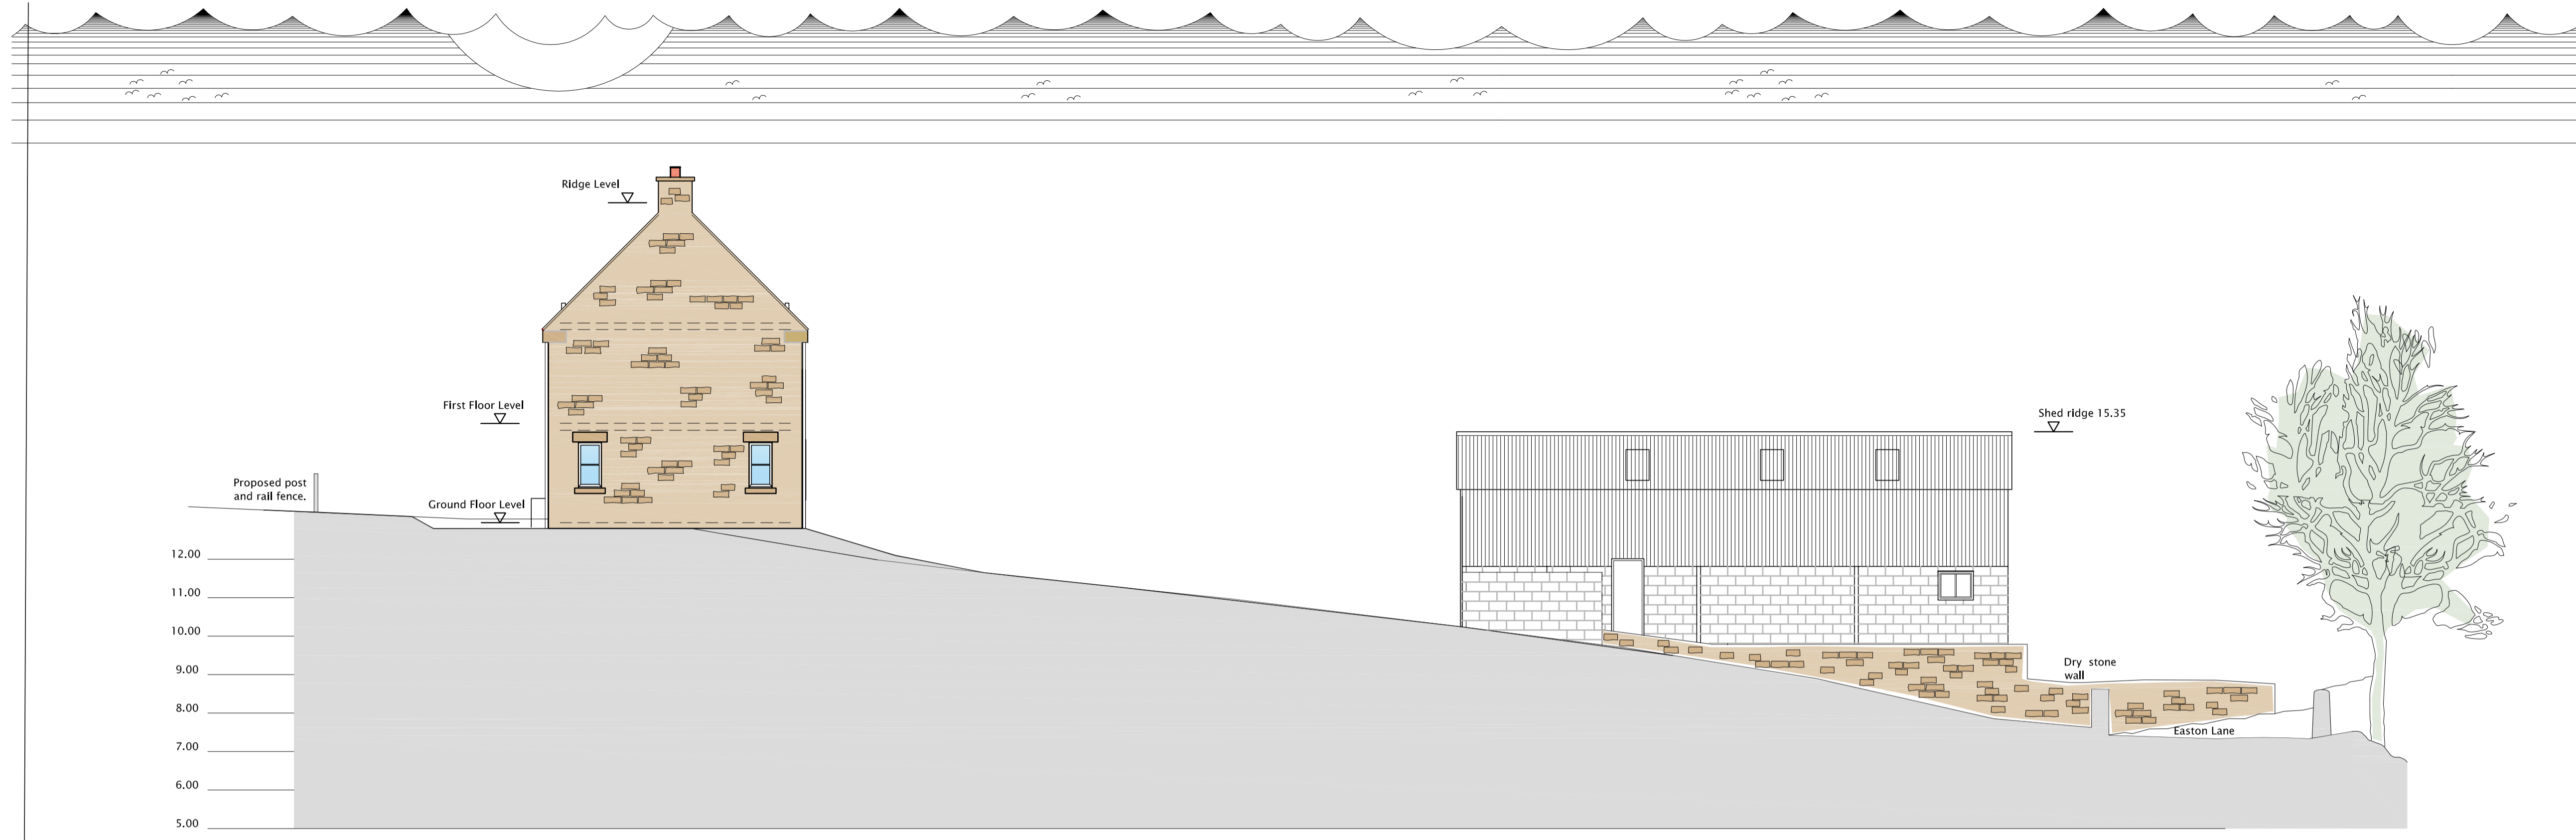 Ridge Level
First Floor Level
Shed ridge 15.35
Proposed post
and rail fence.
Ground Floor Level
12.00
11.00
10.00
9.00
Dry stone
wall
8.00
Easton Lane
7.00
6.00
5.00